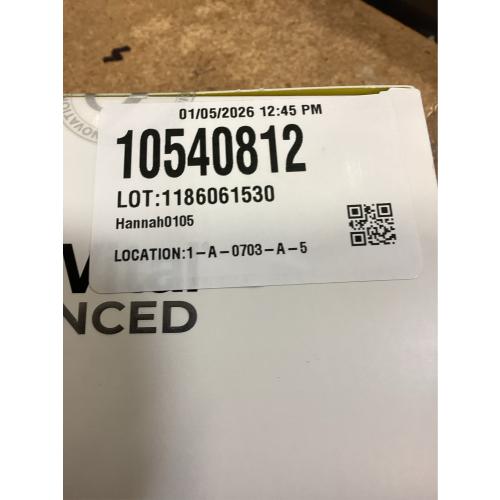 01/05/2026 12:45 PM
10540812
LOT:1186061530
Hannah0105
LOCATION:1-A-0703-A-5
NCED